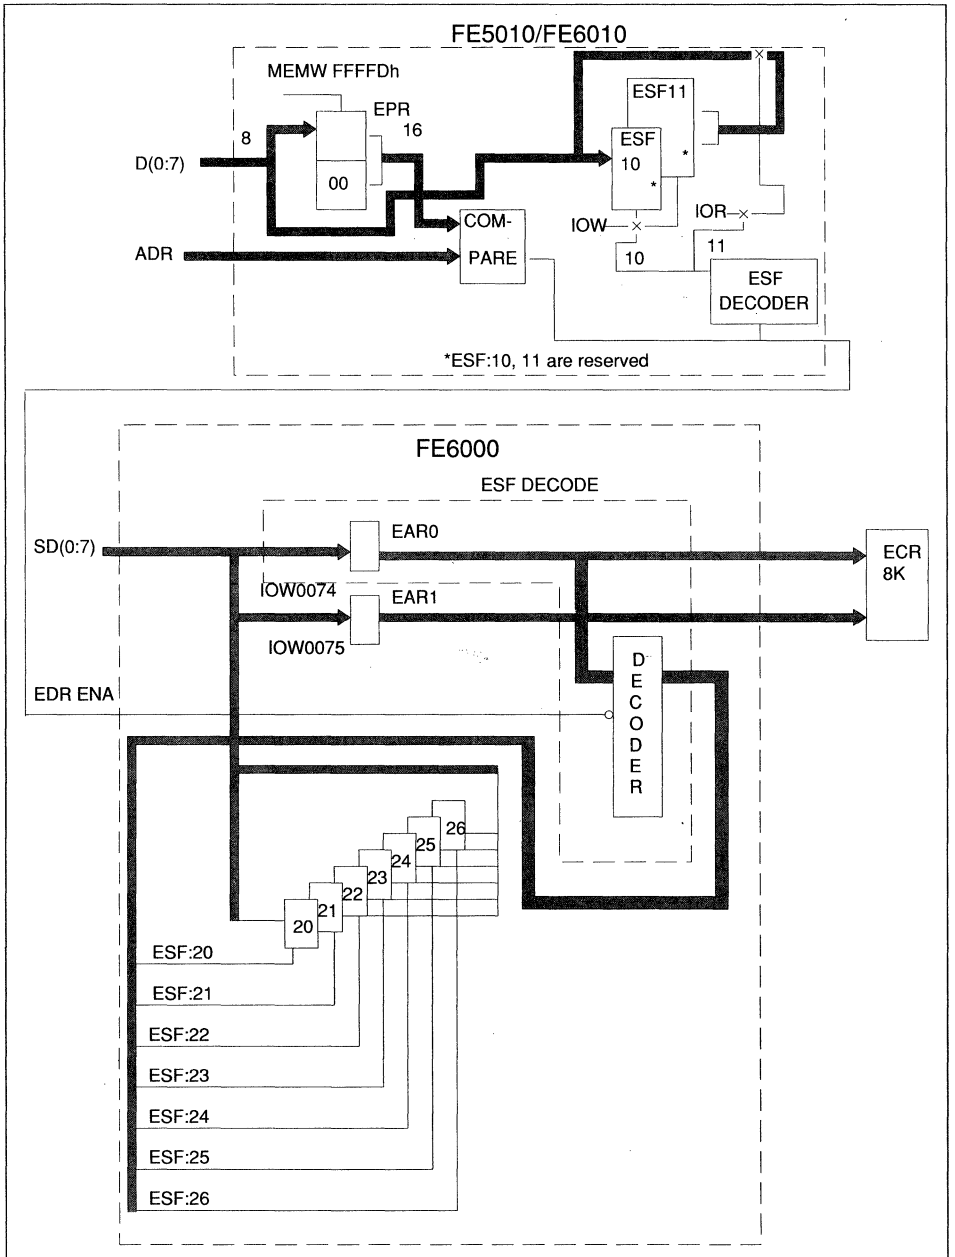 FE5010/FE6010
MEMW FFFFDh
EPR
8
16
D(0:7)
00
ESF11
ESF
10
*
*
COM-
PARE
ADR
IOW
IOR
10
11
ESF
DECODER
*ESF:10, 11 are reserved
FE6000
ESF DECODE
SD(0:7)
EAR0
IOW0074
EAR1
IOW0075
ECR
8K
EDR ENA
D
E
C
O
D
E
R
26
25
24
23
22
21
20
ESF:20
ESF:21
ESF:22
ESF:23
ESF:24
ESF:25
ESF:26